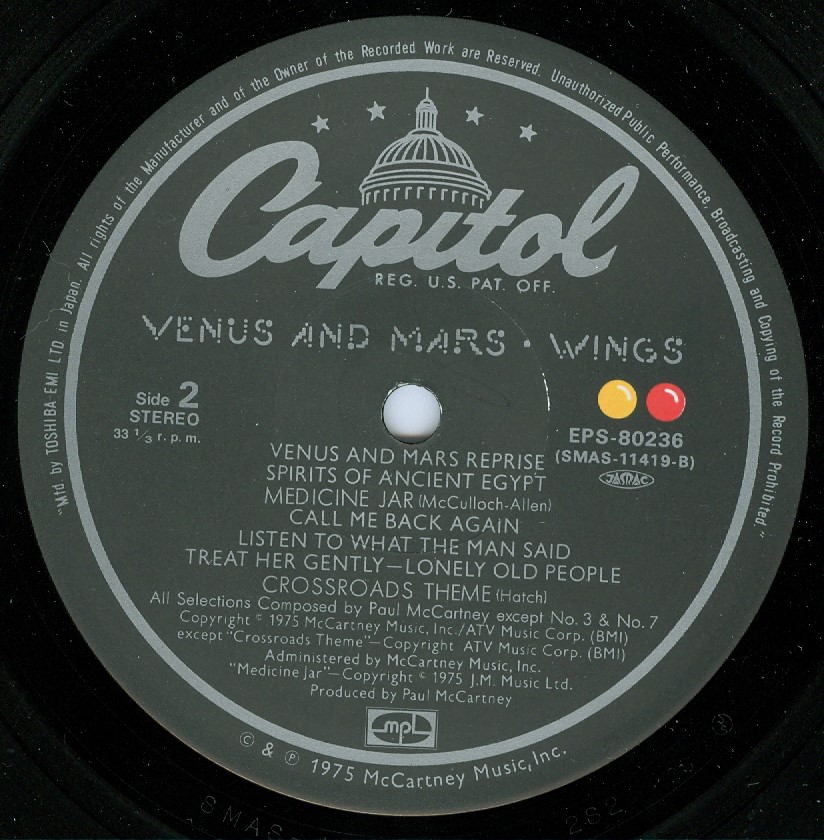 "Mfd. by TOSHIBA-EMI LTD. in Japan. All rights of the Manufacturer and of the Owner of the Recorded Work are Reserved. Unauthorized Public Performance, Broadcasting and Copying of the Record Prohibited."
Capitol
REG. U.S. PAT. OFF.
VENUS AND MARS • WINGS
Side 2
STEREO
33 1/3 r. p. m.
EPS-80236
(SMAS-11419-B)
JASRAC
VENUS AND MARS REPRISE
SPIRITS OF ANCIENT EGYPT
MEDICINE JAR (McCulloch-Allen)
CALL ME BACK AGAIN
LISTEN TO WHAT THE MAN SAID
TREAT HER GENTLY—LONELY OLD PEOPLE
CROSSROADS THEME (Hatch)
All Selections Composed by Paul McCartney except No. 3 & No. 7
Copyright © 1975 McCartney Music, Inc./ATV Music Corp. (BMI)
except "Crossroads Theme"—Copyright ATV Music Corp. (BMI)
Administered by McCartney Music, Inc.
"Medicine Jar"—Copyright © 1975 J.M. Music Ltd.
Produced by Paul McCartney
mpl
© & ℗ 1975 McCartney Music, Inc.
SMAS-